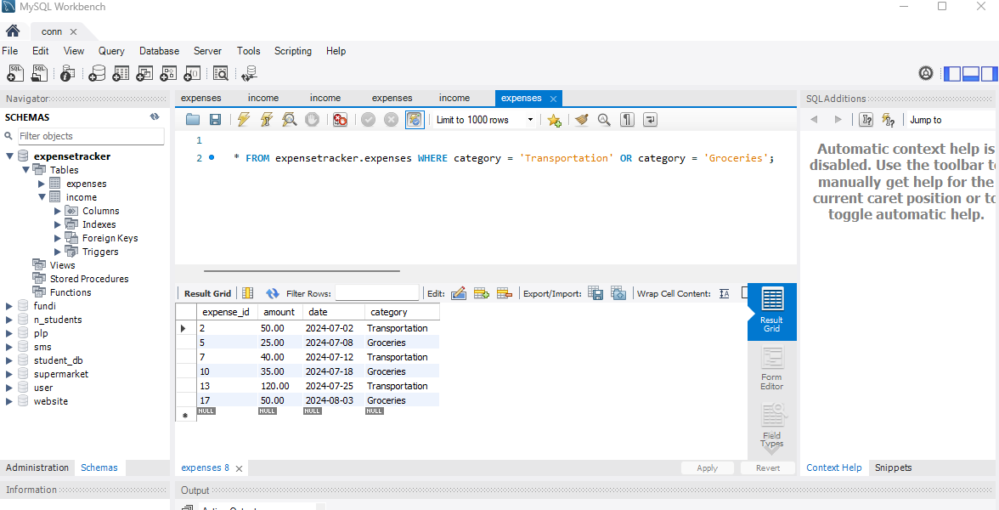 MySQL Workbench
conn
File Edit View Query Database Server Tools Scripting Help
Navigator
SCHEMAS
Filter objects
expensetracker
Tables
expenses
income
Columns
Indexes
Foreign Keys
Triggers
Views
Stored Procedures
Functions
fundi
n_students
plp
sms
student_db
supermarket
user
website
Administration Schemas
Information
expenses income income expenses income expenses
Limit to 1000 rows
1
2 * FROM expensetracker.expenses WHERE category = 'Transportation' OR category = 'Groceries';
Result Grid Filter Rows: Edit: Export/Import: Wrap Cell Content:
expense_id amount date category
2 50.00 2024-07-02 Transportation
5 25.00 2024-07-08 Groceries
7 40.00 2024-07-12 Transportation
10 35.00 2024-07-18 Groceries
13 120.00 2024-07-25 Transportation
17 50.00 2024-08-03 Groceries
NULL NULL NULL NULL
Result
Grid
Form
Editor
Field
Types
expenses 8
Apply Revert
Output
SQLAdditions
Jump to
Automatic context help is
disabled. Use the toolbar to
manually get help for the
current caret position or to
toggle automatic help.
Context Help Snippets